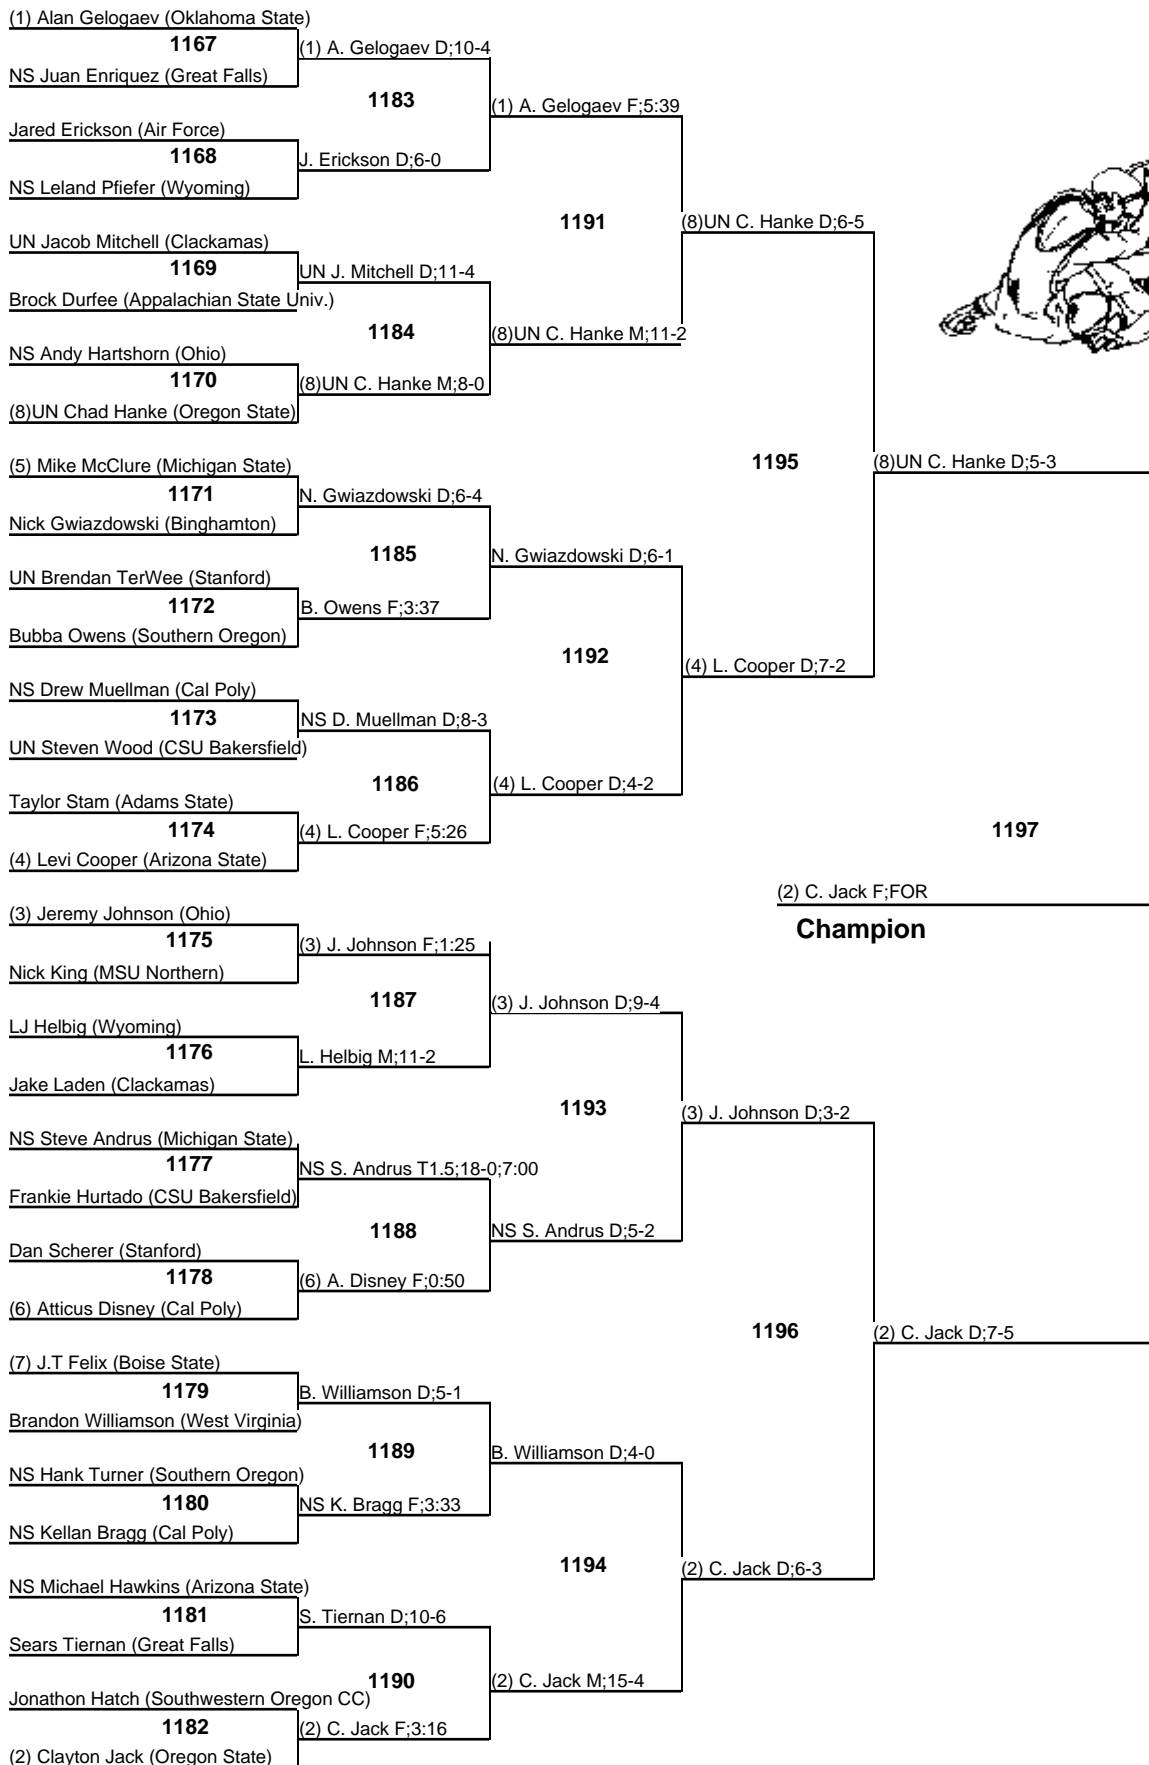 (1) Alan Gelogaev (Oklahoma State)
1167
(1) A. Gelogaev D;10-4
NS Juan Enriquez (Great Falls)
1183
(1) A. Gelogaev F;5:39
Jared Erickson (Air Force)
1168
J. Erickson D;6-0
NS Leland Pfiefer (Wyoming)
1191
(8)UN C. Hanke D;6-5
UN Jacob Mitchell (Clackamas)
1169
UN J. Mitchell D;11-4
Brock Durfee (Appalachian State Univ.)
1184
(8)UN C. Hanke M;11-2
NS Andy Hartshorn (Ohio)
1170
(8)UN C. Hanke M;8-0
(8)UN Chad Hanke (Oregon State)
1195
(8)UN C. Hanke D;5-3
(5) Mike McClure (Michigan State)
1171
N. Gwiazdowski D;6-4
Nick Gwiazdowski (Binghamton)
1185
N. Gwiazdowski D;6-1
UN Brendan TerWee (Stanford)
1172
B. Owens F;3:37
Bubba Owens (Southern Oregon)
1192
(4) L. Cooper D;7-2
NS Drew Muellman (Cal Poly)
1173
NS D. Muellman D;8-3
UN Steven Wood (CSU Bakersfield)
1186
(4) L. Cooper D;4-2
Taylor Stam (Adams State)
1174
(4) L. Cooper F;5:26
(4) Levi Cooper (Arizona State)
1197
(2) C. Jack F;FOR
Champion
(3) Jeremy Johnson (Ohio)
1175
(3) J. Johnson F;1:25
Nick King (MSU Northern)
1187
(3) J. Johnson D;9-4
LJ Helbig (Wyoming)
1176
L. Helbig M;11-2
Jake Laden (Clackamas)
1193
(3) J. Johnson D;3-2
NS Steve Andrus (Michigan State)
1177
NS S. Andrus T1.5;18-0;7:00
Frankie Hurtado (CSU Bakersfield)
1188
NS S. Andrus D;5-2
Dan Scherer (Stanford)
1178
(6) A. Disney F;0:50
(6) Atticus Disney (Cal Poly)
1196
(2) C. Jack D;7-5
(7) J.T Felix (Boise State)
1179
B. Williamson D;5-1
Brandon Williamson (West Virginia)
1189
B. Williamson D;4-0
NS Hank Turner (Southern Oregon)
1180
NS K. Bragg F;3:33
NS Kellan Bragg (Cal Poly)
1194
(2) C. Jack D;6-3
NS Michael Hawkins (Arizona State)
1181
S. Tiernan D;10-6
Sears Tiernan (Great Falls)
1190
(2) C. Jack M;15-4
Jonathon Hatch (Southwestern Oregon CC)
1182
(2) C. Jack F;3:16
(2) Clayton Jack (Oregon State)